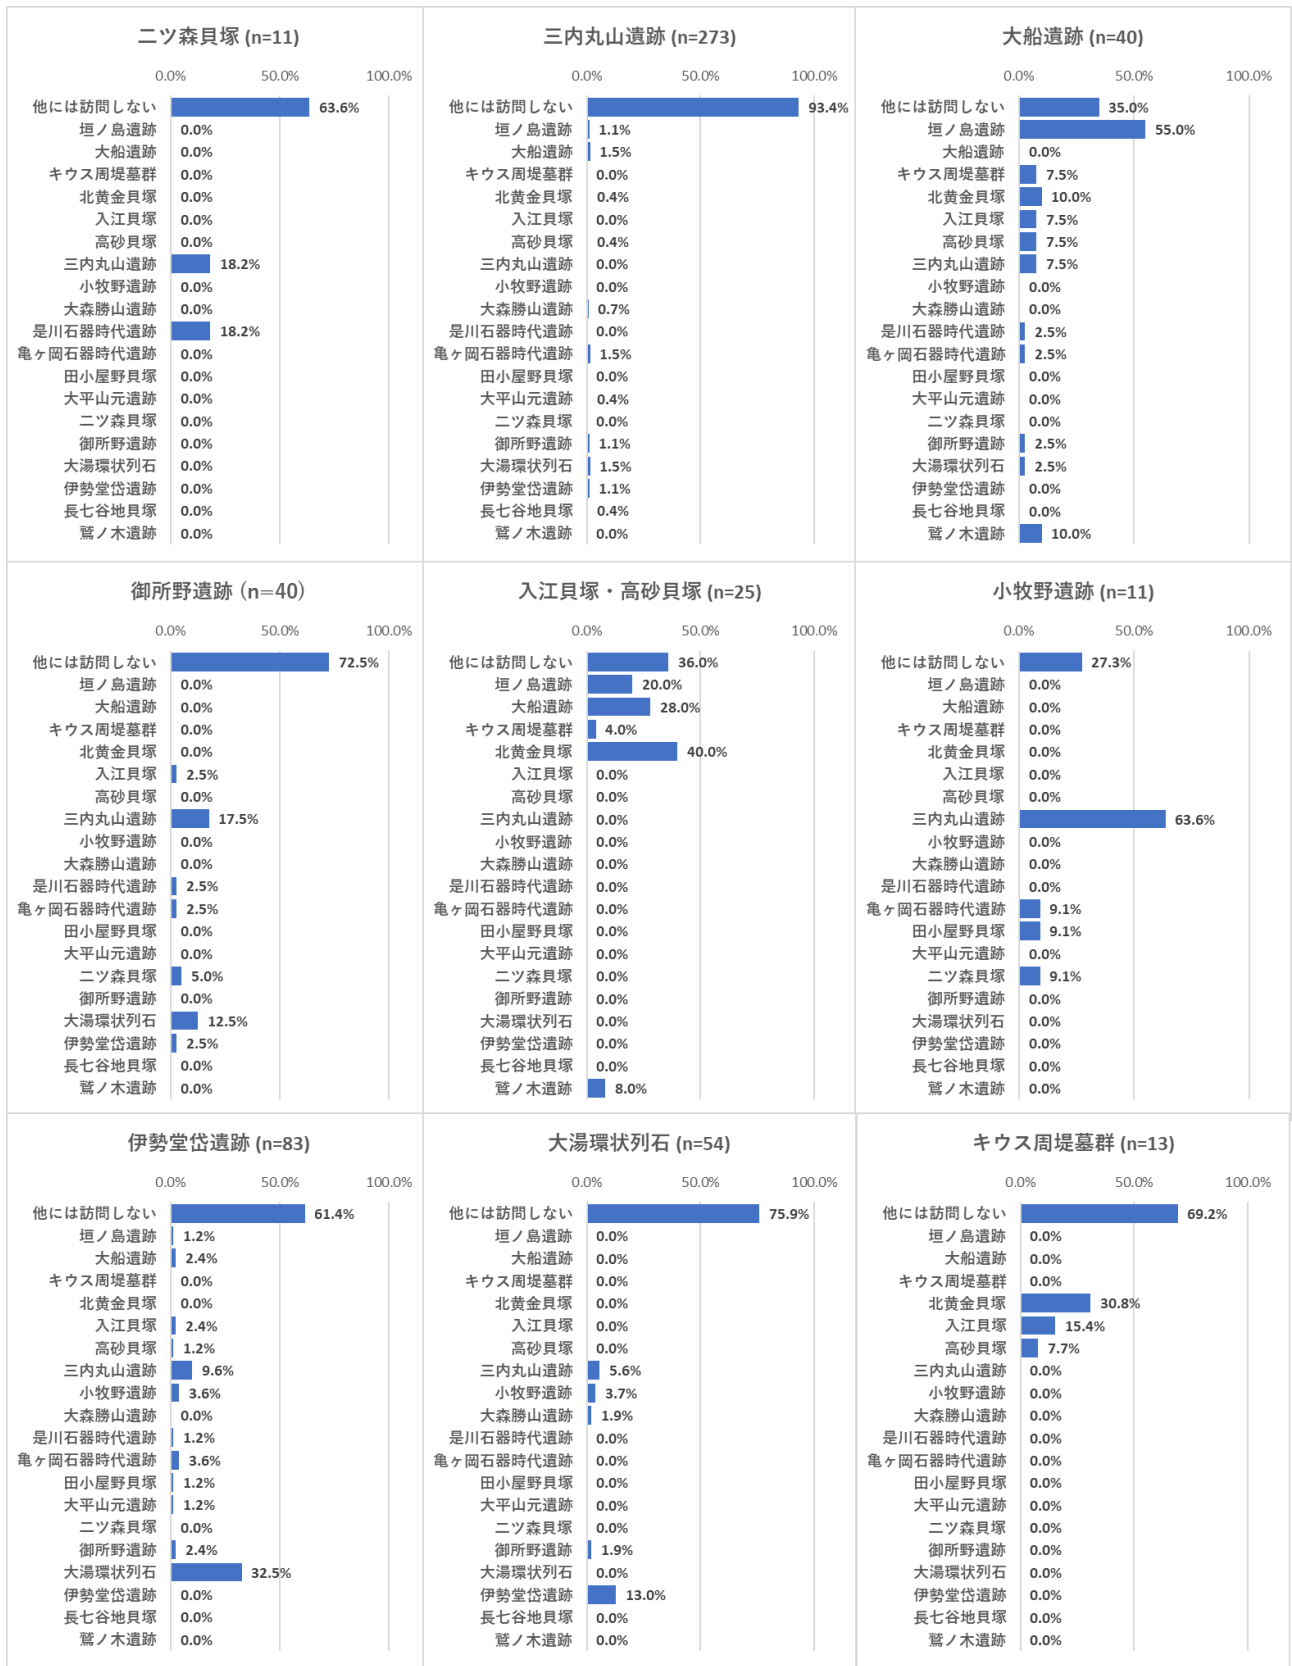 二ツ森貝塚 (n=11)
0.0% 50.0% 100.0%
他には訪問しない 63.6%
垣ノ島遺跡 0.0%
大船遺跡 0.0%
キウス周堤墓群 0.0%
北黄金貝塚 0.0%
入江貝塚 0.0%
高砂貝塚 0.0%
三内丸山遺跡 18.2%
小牧野遺跡 0.0%
大森勝山遺跡 0.0%
是川石器時代遺跡 18.2%
亀ヶ岡石器時代遺跡 0.0%
田小屋野貝塚 0.0%
大平山元遺跡 0.0%
二ツ森貝塚 0.0%
御所野遺跡 0.0%
大湯環状列石 0.0%
伊勢堂岱遺跡 0.0%
長七谷地貝塚 0.0%
鷲ノ木遺跡 0.0%
三内丸山遺跡 (n=273)
0.0% 50.0% 100.0%
他には訪問しない 93.4%
垣ノ島遺跡 1.1%
大船遺跡 1.5%
キウス周堤墓群 0.0%
北黄金貝塚 0.4%
入江貝塚 0.0%
高砂貝塚 0.4%
三内丸山遺跡 0.0%
小牧野遺跡 0.0%
大森勝山遺跡 0.7%
是川石器時代遺跡 0.0%
亀ヶ岡石器時代遺跡 1.5%
田小屋野貝塚 0.0%
大平山元遺跡 0.4%
二ツ森貝塚 0.0%
御所野遺跡 1.1%
大湯環状列石 1.5%
伊勢堂岱遺跡 1.1%
長七谷地貝塚 0.4%
鷲ノ木遺跡 0.0%
大船遺跡 (n=40)
0.0% 50.0% 100.0%
他には訪問しない 35.0%
垣ノ島遺跡 55.0%
大船遺跡 0.0%
キウス周堤墓群 7.5%
北黄金貝塚 10.0%
入江貝塚 7.5%
高砂貝塚 7.5%
三内丸山遺跡 7.5%
小牧野遺跡 0.0%
大森勝山遺跡 0.0%
是川石器時代遺跡 2.5%
亀ヶ岡石器時代遺跡 2.5%
田小屋野貝塚 0.0%
大平山元遺跡 0.0%
二ツ森貝塚 0.0%
御所野遺跡 2.5%
大湯環状列石 2.5%
伊勢堂岱遺跡 0.0%
長七谷地貝塚 0.0%
鷲ノ木遺跡 10.0%
御所野遺跡（n=40）
0.0% 50.0% 100.0%
他には訪問しない 72.5%
垣ノ島遺跡 0.0%
大船遺跡 0.0%
キウス周堤墓群 0.0%
北黄金貝塚 0.0%
入江貝塚 2.5%
高砂貝塚 0.0%
三内丸山遺跡 17.5%
小牧野遺跡 0.0%
大森勝山遺跡 0.0%
是川石器時代遺跡 2.5%
亀ヶ岡石器時代遺跡 2.5%
田小屋野貝塚 0.0%
大平山元遺跡 0.0%
二ツ森貝塚 5.0%
御所野遺跡 0.0%
大湯環状列石 12.5%
伊勢堂岱遺跡 2.5%
長七谷地貝塚 0.0%
鷲ノ木遺跡 0.0%
入江貝塚・高砂貝塚 (n=25)
0.0% 50.0% 100.0%
他には訪問しない 36.0%
垣ノ島遺跡 20.0%
大船遺跡 28.0%
キウス周堤墓群 4.0%
北黄金貝塚 40.0%
入江貝塚 0.0%
高砂貝塚 0.0%
三内丸山遺跡 0.0%
小牧野遺跡 0.0%
大森勝山遺跡 0.0%
是川石器時代遺跡 0.0%
亀ヶ岡石器時代遺跡 0.0%
田小屋野貝塚 0.0%
大平山元遺跡 0.0%
二ツ森貝塚 0.0%
御所野遺跡 0.0%
大湯環状列石 0.0%
伊勢堂岱遺跡 0.0%
長七谷地貝塚 0.0%
鷲ノ木遺跡 8.0%
小牧野遺跡 (n=11)
0.0% 50.0% 100.0%
他には訪問しない 27.3%
垣ノ島遺跡 0.0%
大船遺跡 0.0%
キウス周堤墓群 0.0%
北黄金貝塚 0.0%
入江貝塚 0.0%
高砂貝塚 0.0%
三内丸山遺跡 63.6%
小牧野遺跡 0.0%
大森勝山遺跡 0.0%
是川石器時代遺跡 0.0%
亀ヶ岡石器時代遺跡 9.1%
田小屋野貝塚 9.1%
大平山元遺跡 0.0%
二ツ森貝塚 9.1%
御所野遺跡 0.0%
大湯環状列石 0.0%
伊勢堂岱遺跡 0.0%
長七谷地貝塚 0.0%
鷲ノ木遺跡 0.0%
伊勢堂岱遺跡 (n=83)
0.0% 50.0% 100.0%
他には訪問しない 61.4%
垣ノ島遺跡 1.2%
大船遺跡 2.4%
キウス周堤墓群 0.0%
北黄金貝塚 0.0%
入江貝塚 2.4%
高砂貝塚 1.2%
三内丸山遺跡 9.6%
小牧野遺跡 3.6%
大森勝山遺跡 0.0%
是川石器時代遺跡 1.2%
亀ヶ岡石器時代遺跡 3.6%
田小屋野貝塚 1.2%
大平山元遺跡 1.2%
二ツ森貝塚 0.0%
御所野遺跡 2.4%
大湯環状列石 32.5%
伊勢堂岱遺跡 0.0%
長七谷地貝塚 0.0%
鷲ノ木遺跡 0.0%
大湯環状列石 (n=54)
0.0% 50.0% 100.0%
他には訪問しない 75.9%
垣ノ島遺跡 0.0%
大船遺跡 0.0%
キウス周堤墓群 0.0%
北黄金貝塚 0.0%
入江貝塚 0.0%
高砂貝塚 0.0%
三内丸山遺跡 5.6%
小牧野遺跡 3.7%
大森勝山遺跡 1.9%
是川石器時代遺跡 0.0%
亀ヶ岡石器時代遺跡 0.0%
田小屋野貝塚 0.0%
大平山元遺跡 0.0%
二ツ森貝塚 0.0%
御所野遺跡 1.9%
大湯環状列石 0.0%
伊勢堂岱遺跡 13.0%
長七谷地貝塚 0.0%
鷲ノ木遺跡 0.0%
キウス周堤墓群 (n=13)
0.0% 50.0% 100.0%
他には訪問しない 69.2%
垣ノ島遺跡 0.0%
大船遺跡 0.0%
キウス周堤墓群 0.0%
北黄金貝塚 30.8%
入江貝塚 15.4%
高砂貝塚 7.7%
三内丸山遺跡 0.0%
小牧野遺跡 0.0%
大森勝山遺跡 0.0%
是川石器時代遺跡 0.0%
亀ヶ岡石器時代遺跡 0.0%
田小屋野貝塚 0.0%
大平山元遺跡 0.0%
二ツ森貝塚 0.0%
御所野遺跡 0.0%
大湯環状列石 0.0%
伊勢堂岱遺跡 0.0%
長七谷地貝塚 0.0%
鷲ノ木遺跡 0.0%